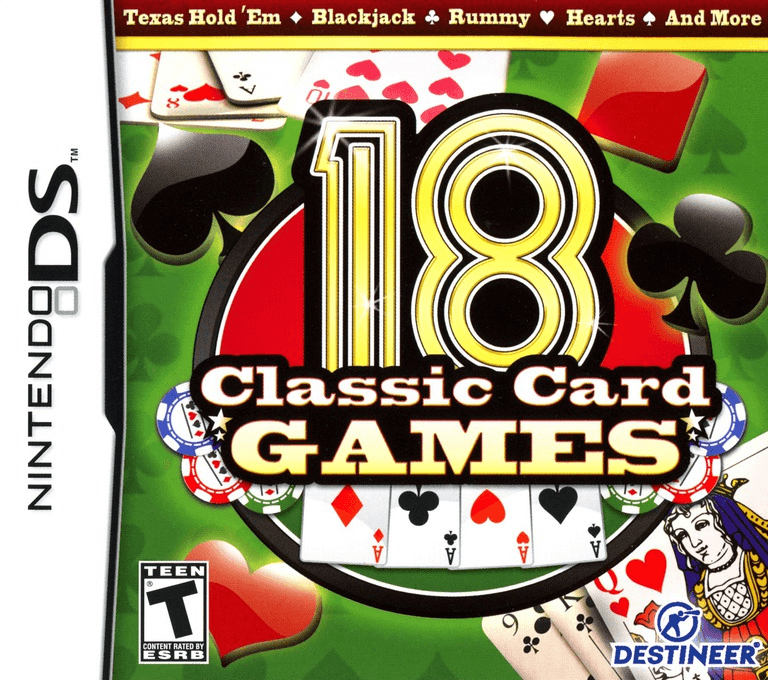 Texas Hold 'Em ♦ Blackjack ♣ Rummy ♥ Hearts ♠ And More
NINTENDO DS™
18
Classic Card
GAMES
A
A
A
A
TEEN
T
®
CONTENT RATED BY
ESRB
9
K
K
Q
DESTINEER®